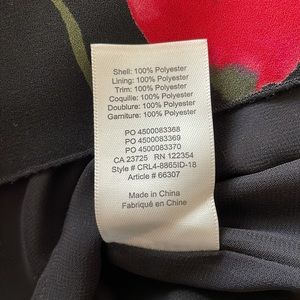 Shell: 100% Polyester
Lining: 100% Polyester
Trim: 100% Polyester
Coquille: 100% Polyester
Doublure: 100% Polyester
Garniture: 100% Polyester
PO 4500083368
PO 4500083369
PO 4500083370
CA 23725 RN 122354
Style # CRL4-8865ID-18
Article # 66307
Made in China
Fabriqué en Chine